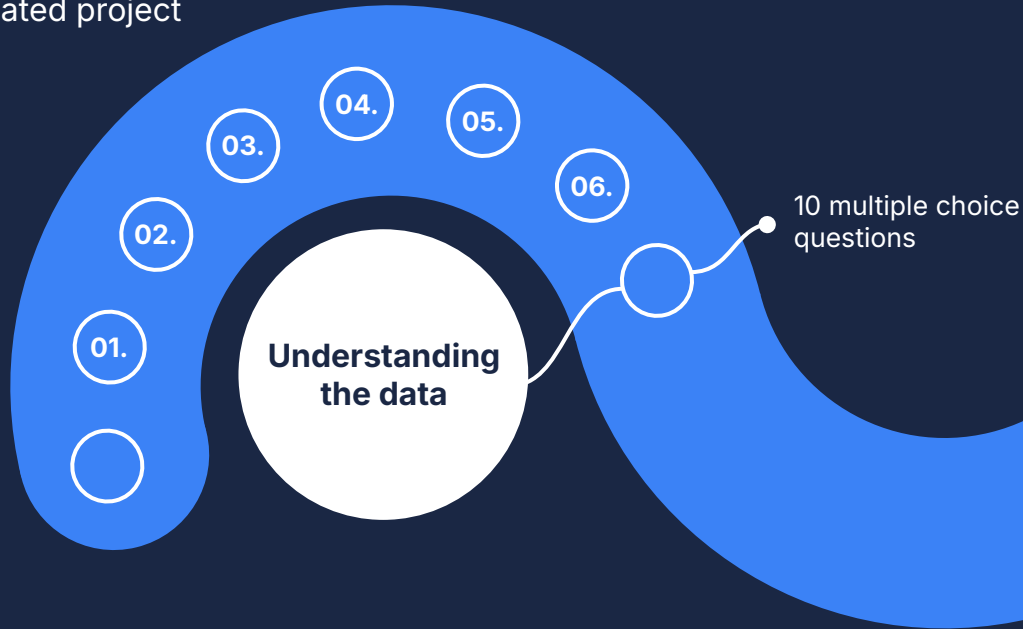 ated project
04.
05.
03.
06.
02.
10 multiple choice
questions
01.
Understanding
the data